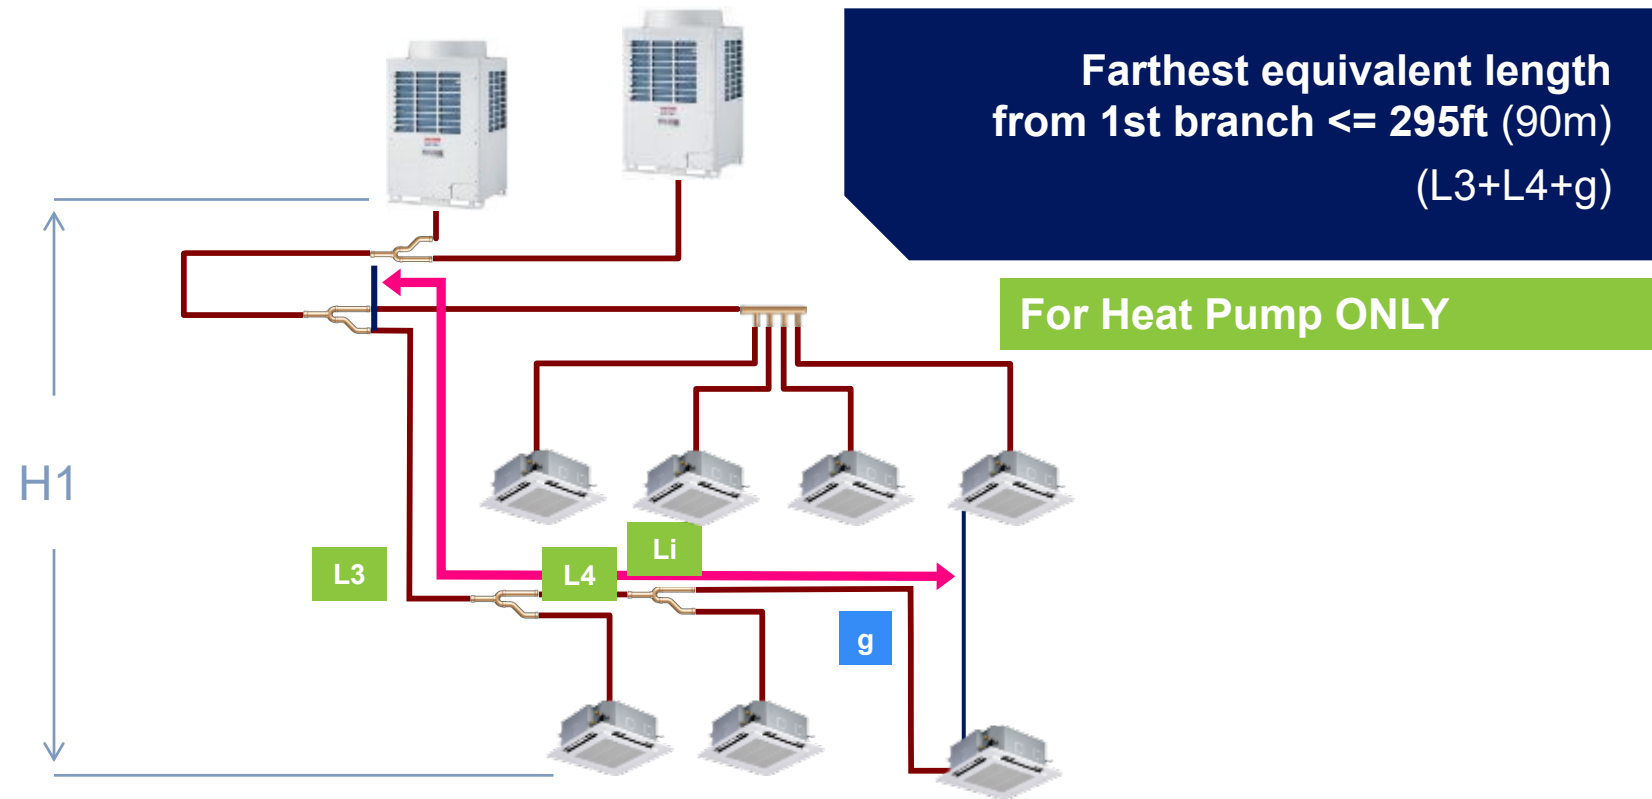 Farthest equivalent length
from 1st branch <= 295ft (90m)
(L3+L4+g)
For Heat Pump ONLY
H1
Li
L3
L4
g